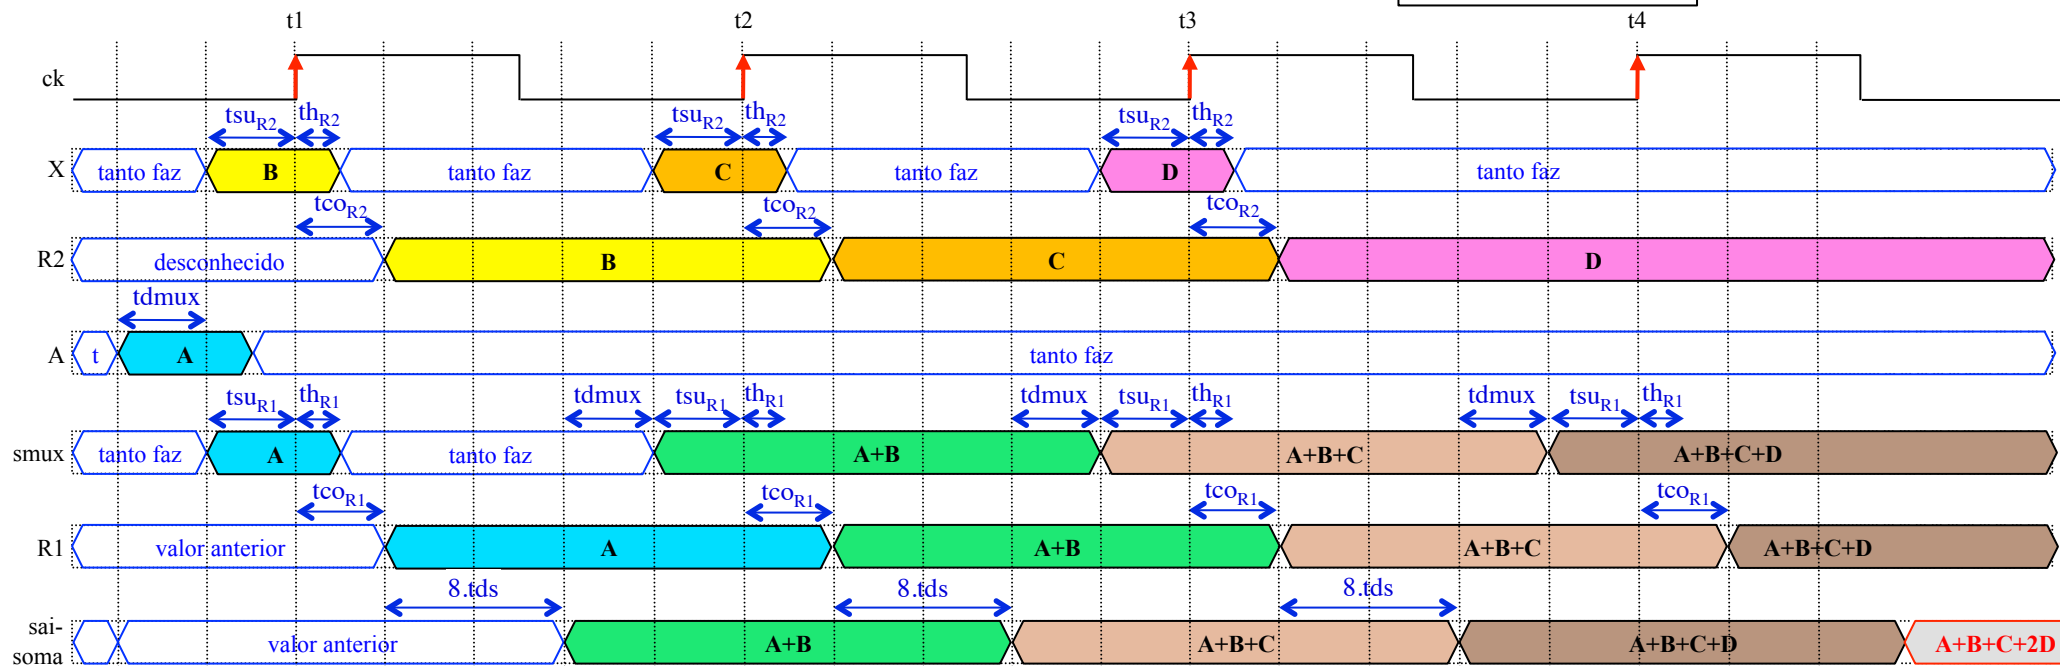 t1 t2 t3 t4
ck
tsuR2 thR2 tsuR2 thR2 tsuR2 thR2
X tanto faz B tanto faz C tanto faz D tanto faz
tcoR2 tcoR2 tcoR2
R2 desconhecido B C D
tdmux
A t A tanto faz
tsuR1 thR1 tdmux tsuR1 thR1 tdmux tsuR1 thR1 tdmux tsuR1 thR1
smux tanto faz A tanto faz A+B A+B+C A+B+C+D
tcoR1 tcoR1 tcoR1 tcoR1
R1 valor anterior A A+B A+B+C A+B+C+D
8.tds 8.tds 8.tds
sai-
soma valor anterior A+B A+B+C A+B+C+D A+B+C+2D